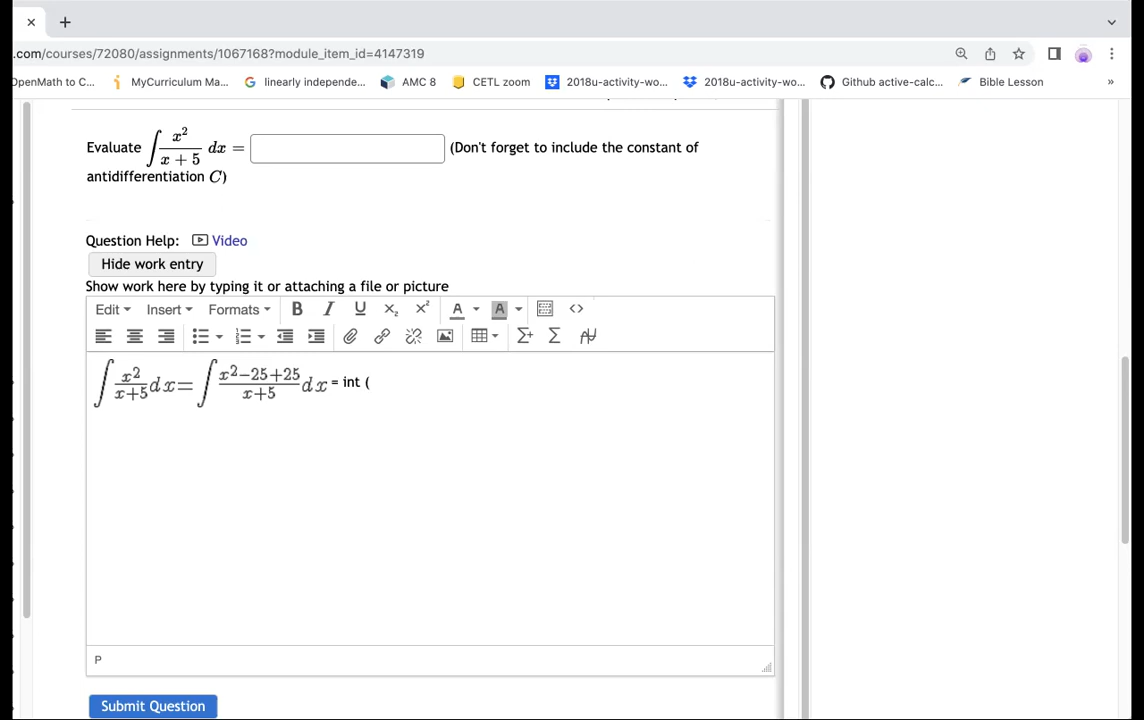 .com/courses/72080/assignments/1067168?module_item_id=4147319
OpenMath to C... MyCurriculum Ma... linearly independe... AMC 8 CETL zoom 2018u-activity-wo... 2018u-activity-wo... Github active-calc... Bible Lesson »
Evaluate ∫ x²/(x + 5) dx = (Don't forget to include the constant of
antidifferentiation C)
Question Help: Video
Hide work entry
Show work here by typing it or attaching a file or picture
Edit Insert Formats B I U x₂ x² A A <>
∫ x²/(x+5) dx = ∫ (x²−25+25)/(x+5) dx = int (
P
Submit Question